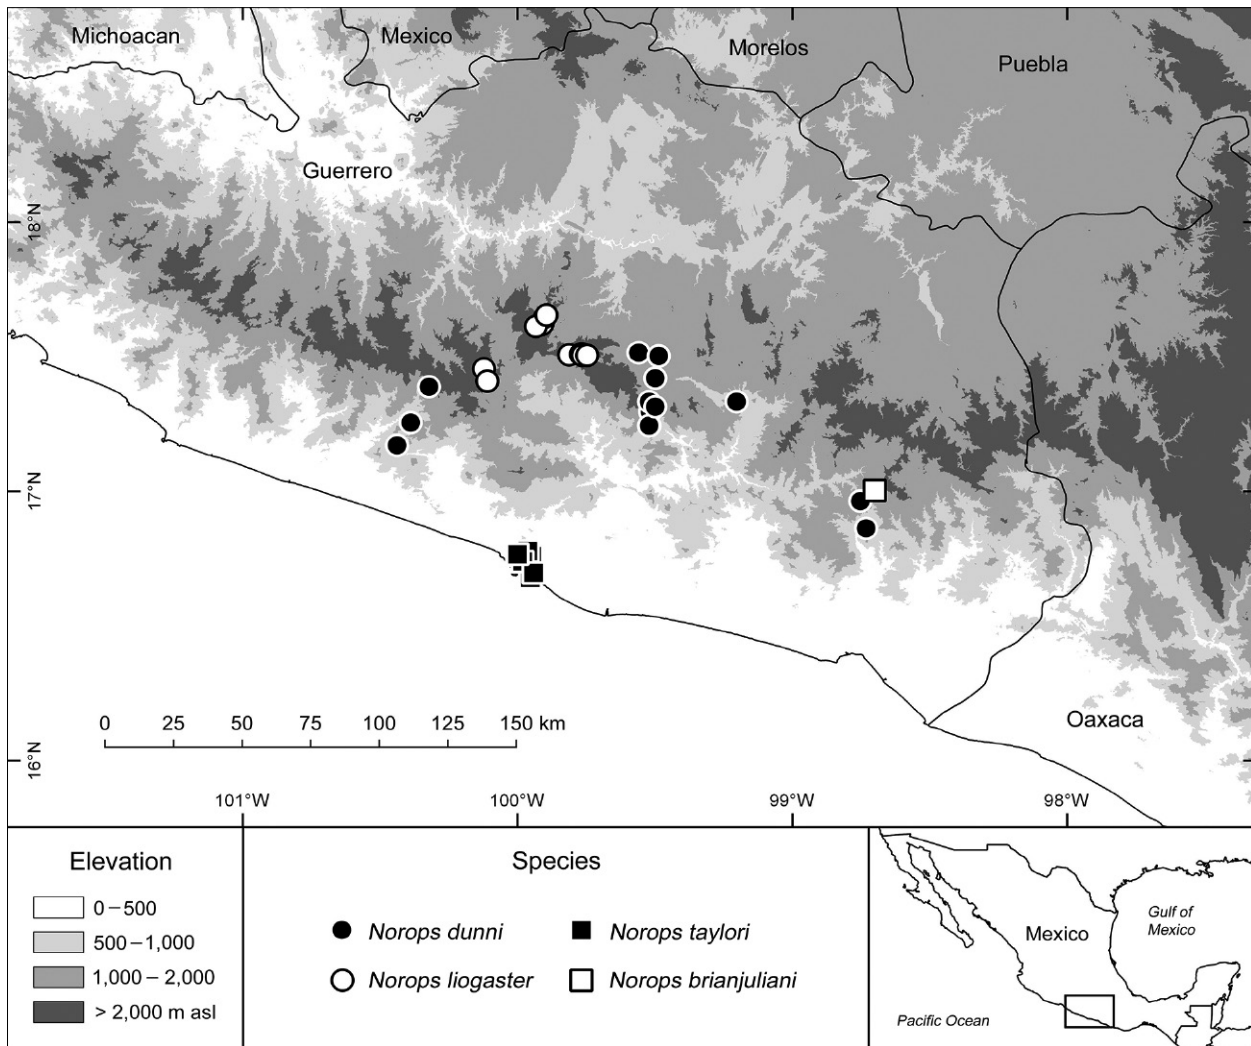 Michoacan
Mexico
Morelos
Puebla
Guerrero
18°N
17°N
16°N
0 25 50 75 100 125 150 km
Oaxaca
101°W
100°W
99°W
98°W
Elevation
0–500
500–1,000
1,000–2,000
> 2,000 m asl
Species
Norops dunni
Norops taylori
Norops liogaster
Norops brianjuliani
Gulf of
Mexico
Mexico
Pacific Ocean